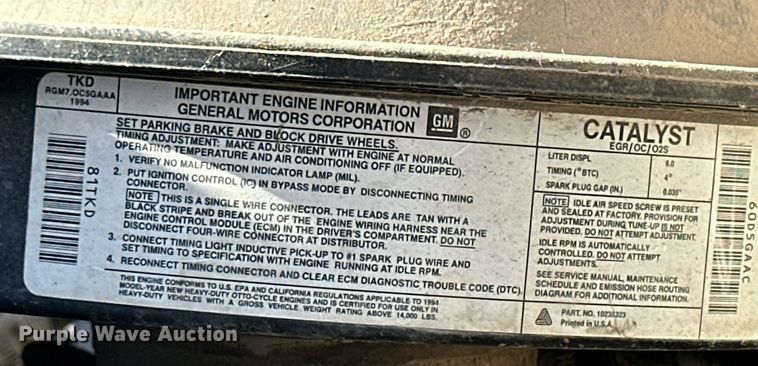 TKD
RGM7.OC5GAAA
1994
IMPORTANT ENGINE INFORMATION
GENERAL MOTORS CORPORATION
GM ®
SET PARKING BRAKE AND BLOCK DRIVE WHEELS.
TIMING ADJUSTMENT: MAKE ADJUSTMENT WITH ENGINE AT NORMAL
OPERATING TEMPERATURE AND AIR CONDITIONING OFF (IF EQUIPPED).
1. VERIFY NO MALFUNCTION INDICATOR LAMP (MIL).
2. PUT IGNITION CONTROL (IC) IN BYPASS MODE BY DISCONNECTING TIMING
CONNECTOR.
NOTE THIS IS A SINGLE WIRE CONNECTOR. THE LEADS ARE TAN WITH A
BLACK STRIPE AND BREAK OUT OF THE ENGINE WIRING HARNESS NEAR THE
ENGINE CONTROL MODULE (ECM) IN THE DRIVER'S COMPARTMENT. DO NOT
DISCONNECT FOUR-WIRE CONNECTOR AT DISTRIBUTOR.
3. CONNECT TIMING LIGHT INDUCTIVE PICK-UP TO #1 SPARK PLUG WIRE AND
SET TIMING TO SPECIFICATION WITH ENGINE RUNNING AT IDLE RPM.
4. RECONNECT TIMING CONNECTOR AND CLEAR ECM DIAGNOSTIC TROUBLE CODE (DTC).
THIS ENGINE CONFORMS TO U.S. EPA AND CALIFORNIA REGULATIONS APPLICABLE TO 1994
MODEL-YEAR NEW HEAVY-DUTY OTTO-CYCLE ENGINES AND IS CERTIFIED FOR USE ONLY IN
HEAVY-DUTY VEHICLES WITH A GROSS VEHICLE WEIGHT RATING ABOVE 14,000 LBS.
81TKD
CATALYST
EGR/OC/O2S
LITER DISPL 6.0
TIMING (°BTC) 4°
SPARK PLUG GAP (IN.) 0.035"
NOTE IDLE AIR SPEED SCREW IS PRESET
AND SEALED AT FACTORY. PROVISION FOR
ADJUSTMENT DURING TUNE-UP IS NOT
PROVIDED. DO NOT ATTEMPT ADJUSTMENT.
IDLE RPM IS AUTOMATICALLY
CONTROLLED. DO NOT ATTEMPT
ADJUSTMENTS.
SEE SERVICE MANUAL, MAINTENANCE
SCHEDULE AND EMISSION HOSE ROUTING
DIAGRAM FOR ADDITIONAL INFORMATION.
PART. NO. 10235323
Printed in U.S.A.
60D5GAAC
Purple Wave Auction